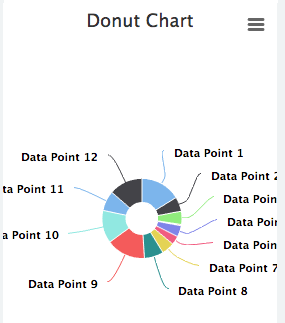 Donut Chart
Data Point 1
Data Point 2
Data Poin
Data Poin
Data Poin
Data Point 7
Data Point 8
Data Point 9
a Point 10
ta Point 11
Data Point 12